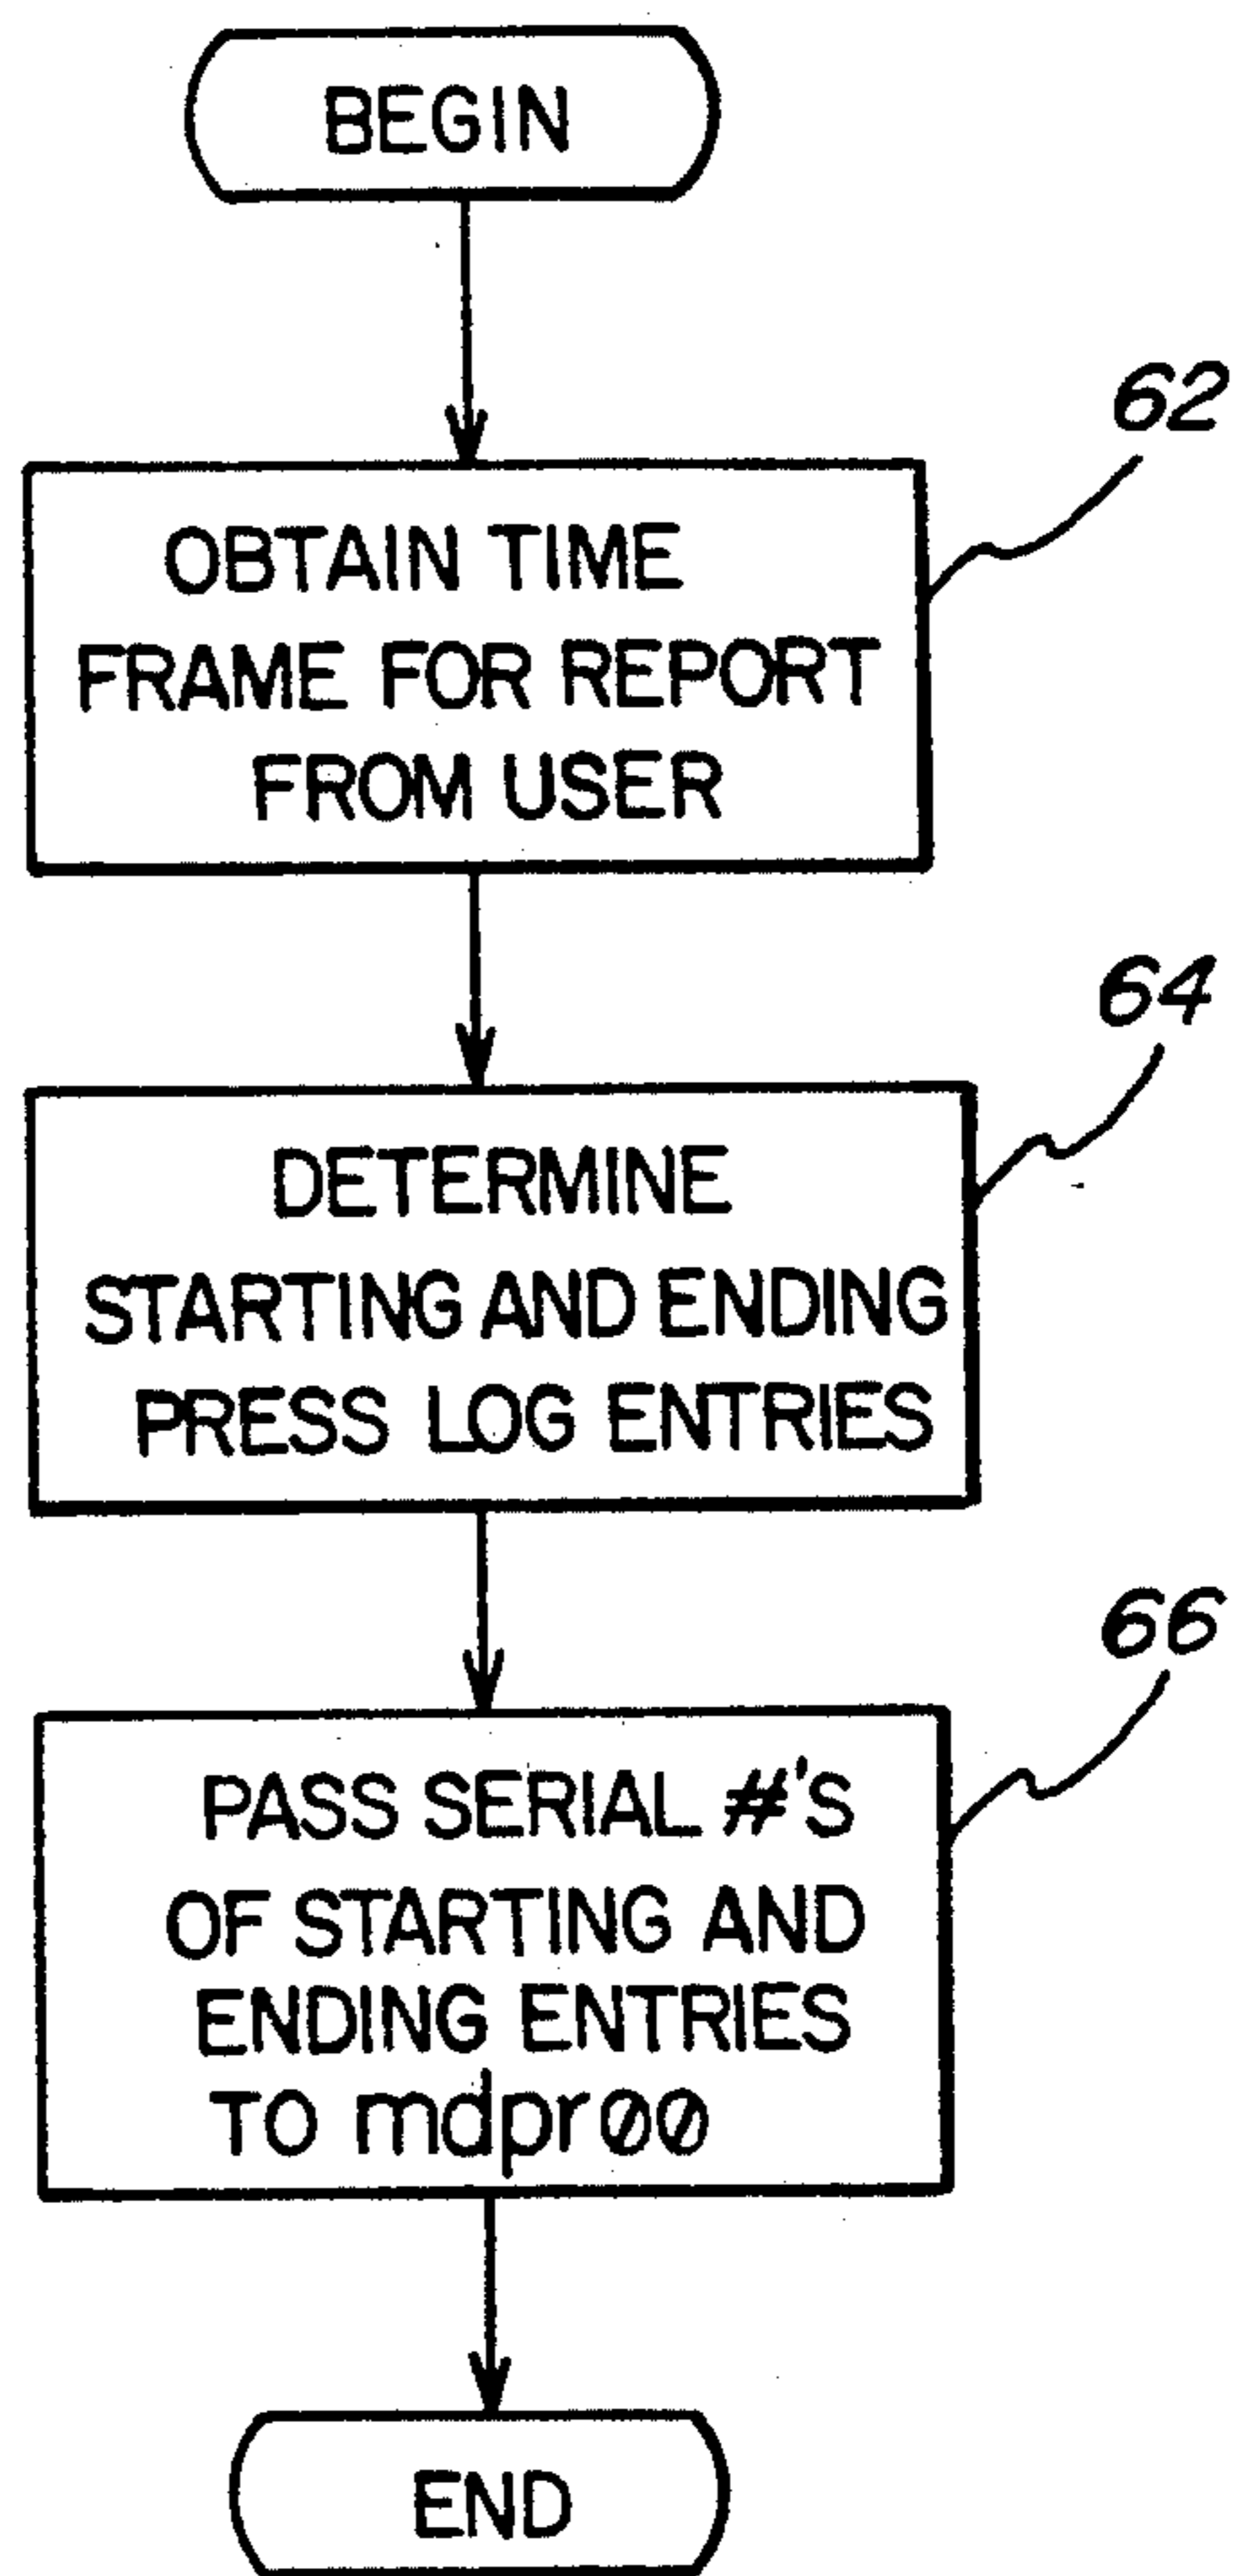 BEGIN
62
OBTAIN TIME
FRAME FOR REPORT
FROM USER
64
DETERMINE
STARTING AND ENDING
PRESS LOG ENTRIES
66
PASS SERIAL #'S
OF STARTING AND
ENDING ENTRIES
TO mdpr00
END